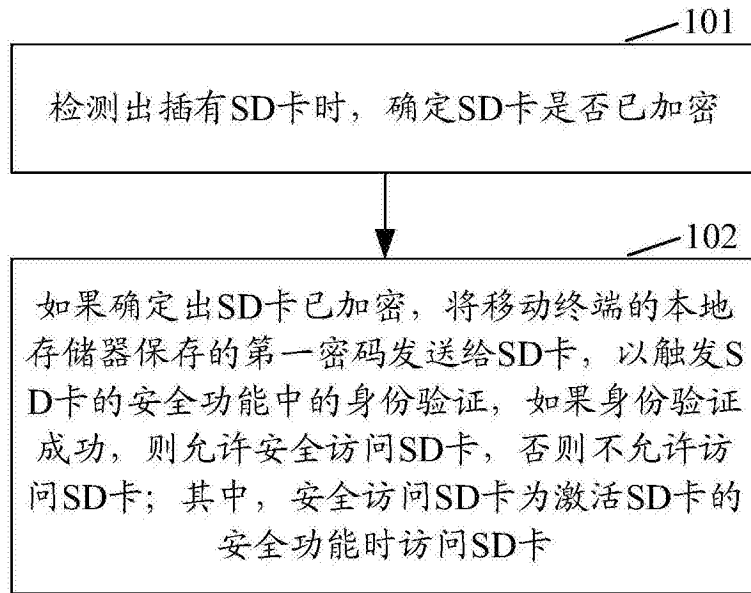 101
检测出插有SD卡时，确定SD卡是否已加密
102
如果确定出SD卡已加密，将移动终端的本地
存储器保存的第一密码发送给SD卡，以触发S
D卡的安全功能中的身份验证，如果身份验证
成功，则允许安全访问SD卡，否则不允许访
问SD卡；其中，安全访问SD卡为激活SD卡的
安全功能时访问SD卡